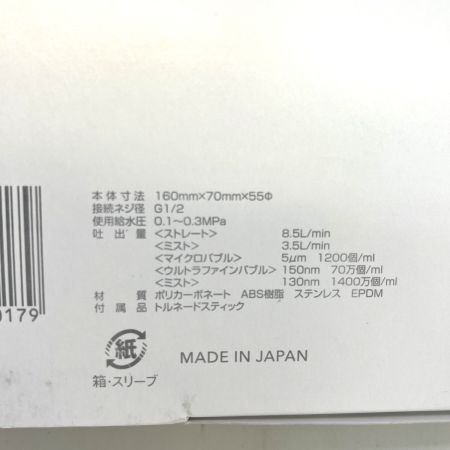 本体寸法 160mm×70mm×55Φ
接続ネジ径 G1/2
使用給水圧 0.1～0.3MPa
吐出量 <ストレート> 8.5L/min
<ミスト> 3.5L/min
<マイクロバブル> 5μm 1200個/ml
<ウルトラファインバブル> 150nm 70万個/ml
<ミスト> 130nm 1400万個/ml
材質 ポリカーボネート ABS樹脂 ステンレス EPDM
付属品 トルネードスティック
0179
紙
箱・スリーブ
MADE IN JAPAN